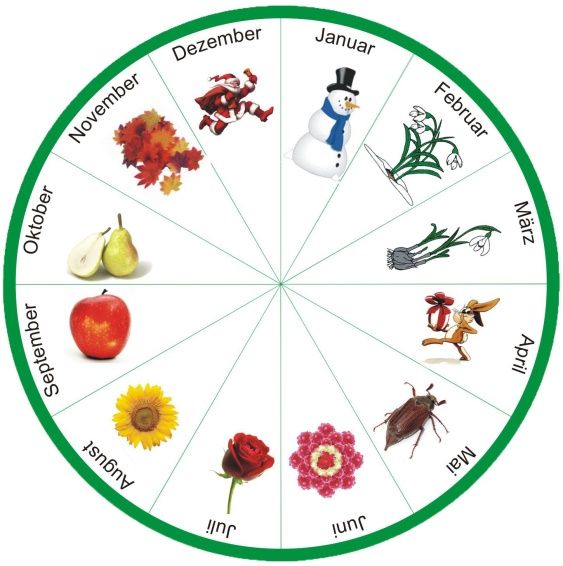 Januar
Februar
März
April
Mai
Juni
Juli
August
September
Oktober
November
Dezember